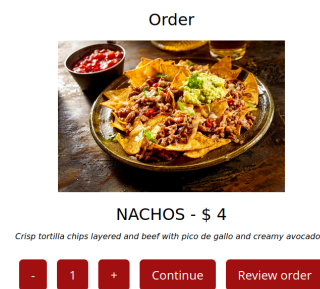 Order
NACHOS - $ 4
Crisp tortilla chips layered and beef with pico de gallo and creamy avocado
- 1 + Continue Review order